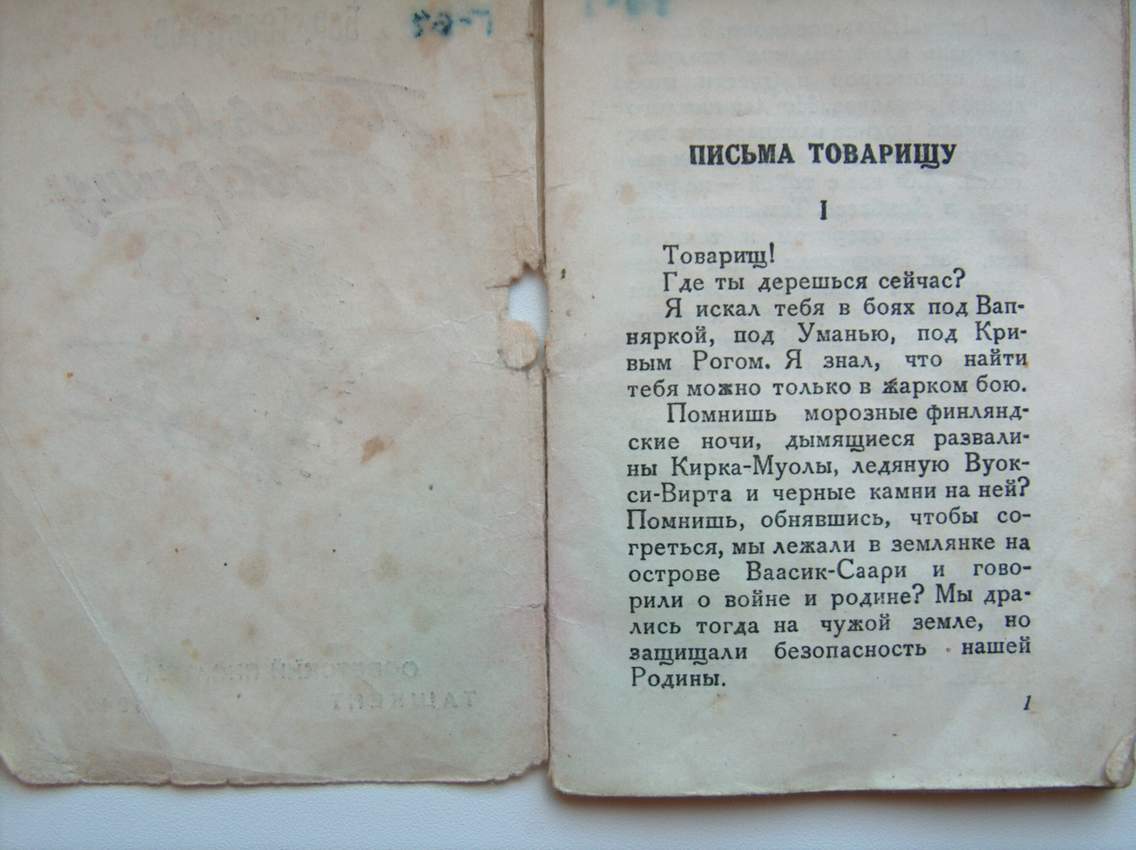 ПИСЬМА ТОВАРИЩУ
I
Товарищ!
Где ты дерешься сейчас?
Я искал тебя в боях под Вап-
няркой, под Уманью, под Кри-
вым Рогом. Я знал, что найти
тебя можно только в жарком бою.
Помнишь морозные финлянд-
ские ночи, дымящиеся развали-
ны Кирка-Муолы, ледяную Вуок-
си-Вирта и черные камни на ней?
Помнишь, обнявшись, чтобы со-
греться, мы лежали в землянке на
острове Ваасик-Саари и гово-
рили о войне и родине? Мы дра-
лись тогда на чужой земле, но
защищали безопасность нашей
Родины.
1